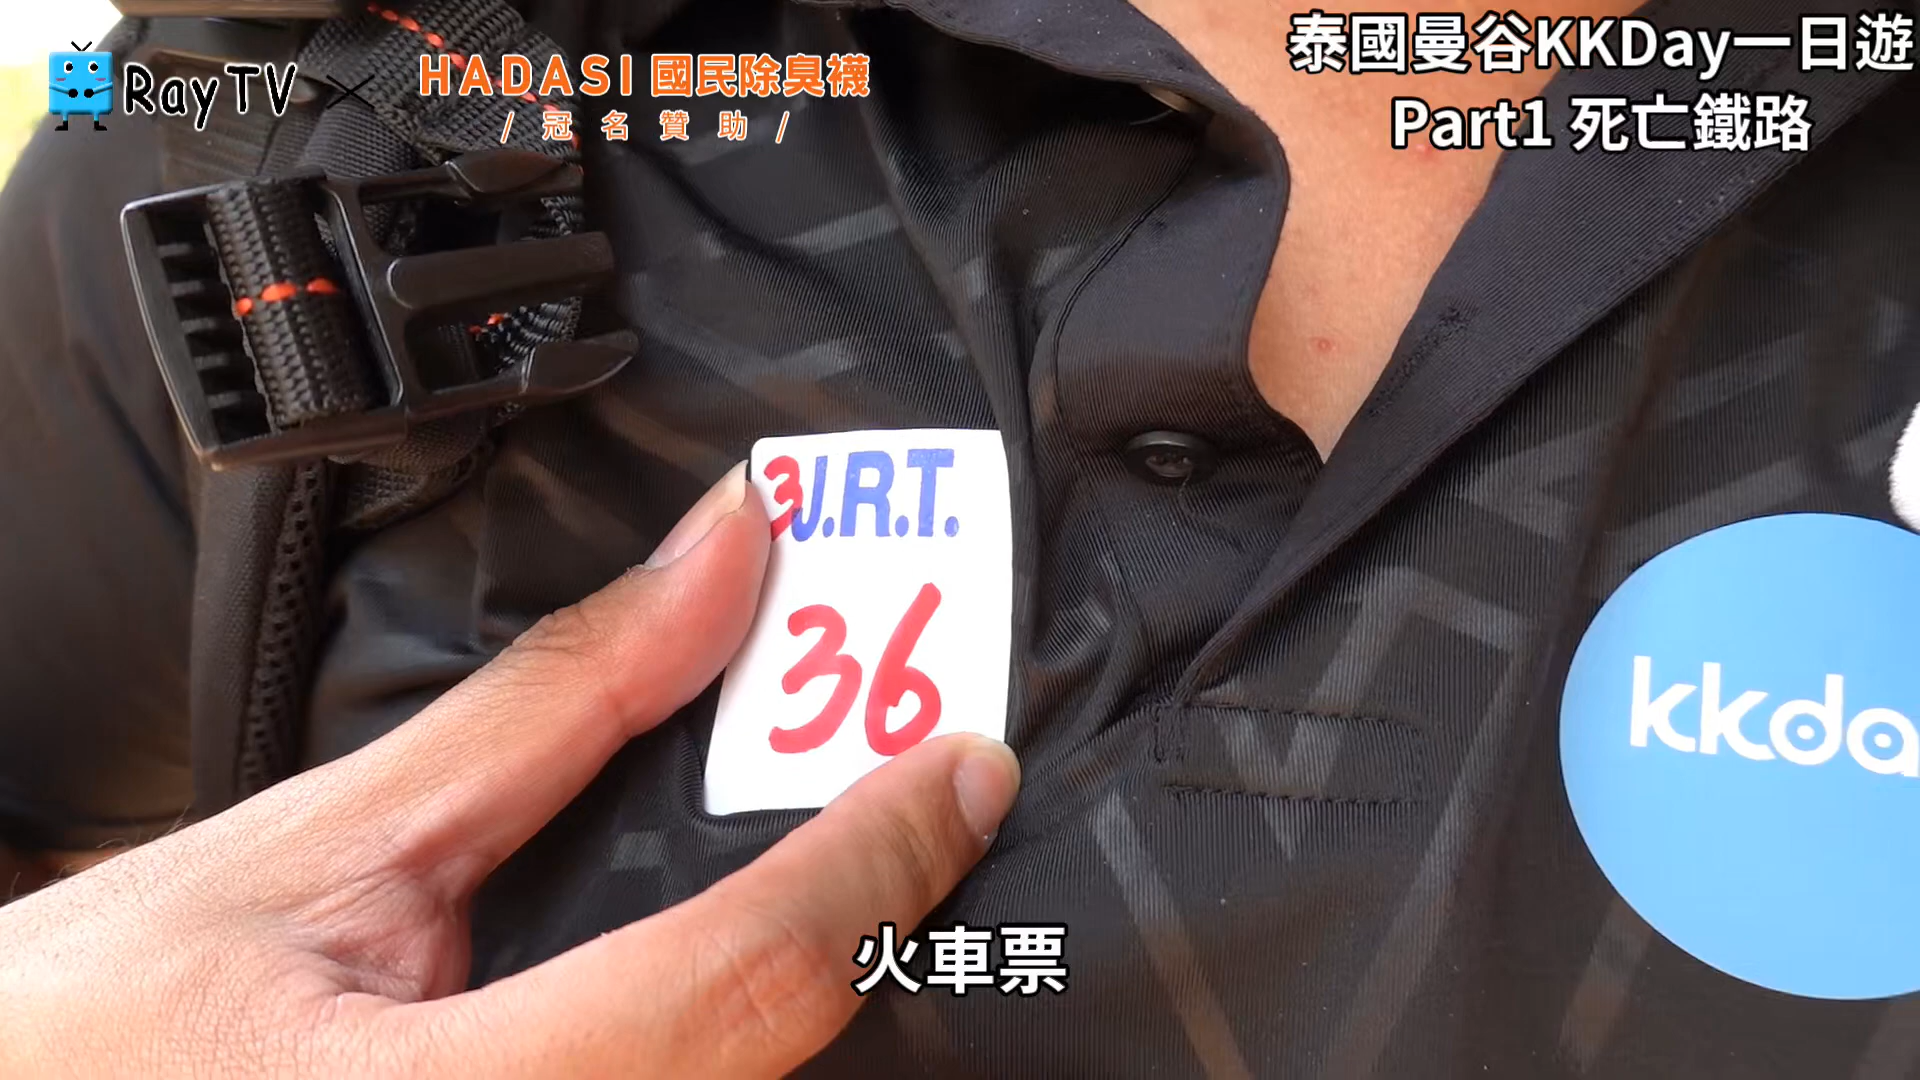 RayTV
HADASI 國民除臭襪
/ 冠名贊助 /
泰國曼谷KKDay一日遊
Part1 死亡鐵路
3J.R.T.
36
kkda
火車票